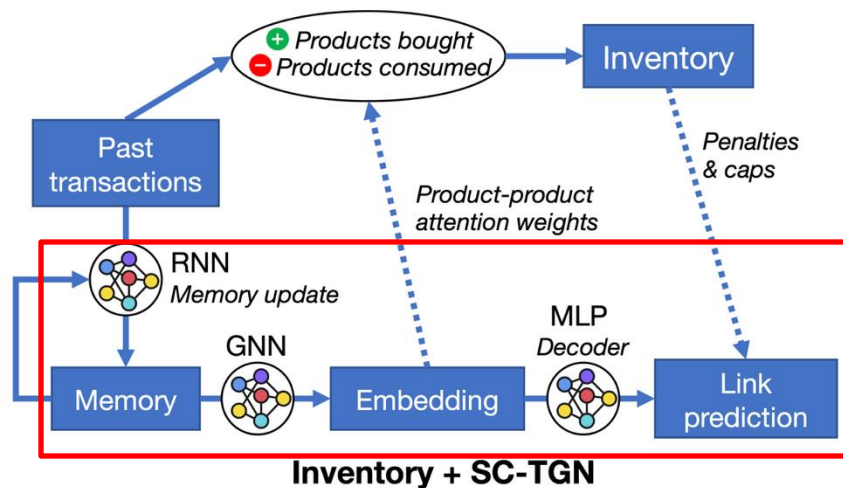 + Products bought
− Products consumed
Inventory
Past
transactions
Penalties
& caps
Product-product
attention weights
RNN
Memory update
GNN
MLP
Decoder
Memory
Embedding
Link
prediction
Inventory + SC-TGN